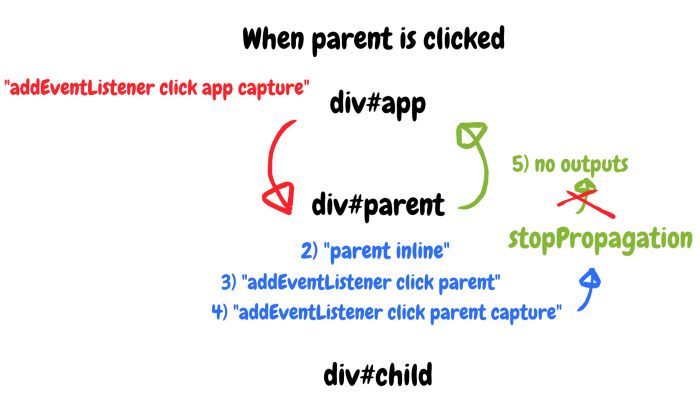 When parent is clicked
"addEventListener click app capture"
div#app
5) no outputs
div#parent
stopPropagation
2) "parent inline"
3) "addEventListener click parent"
4) "addEventListener click parent capture"
div#child